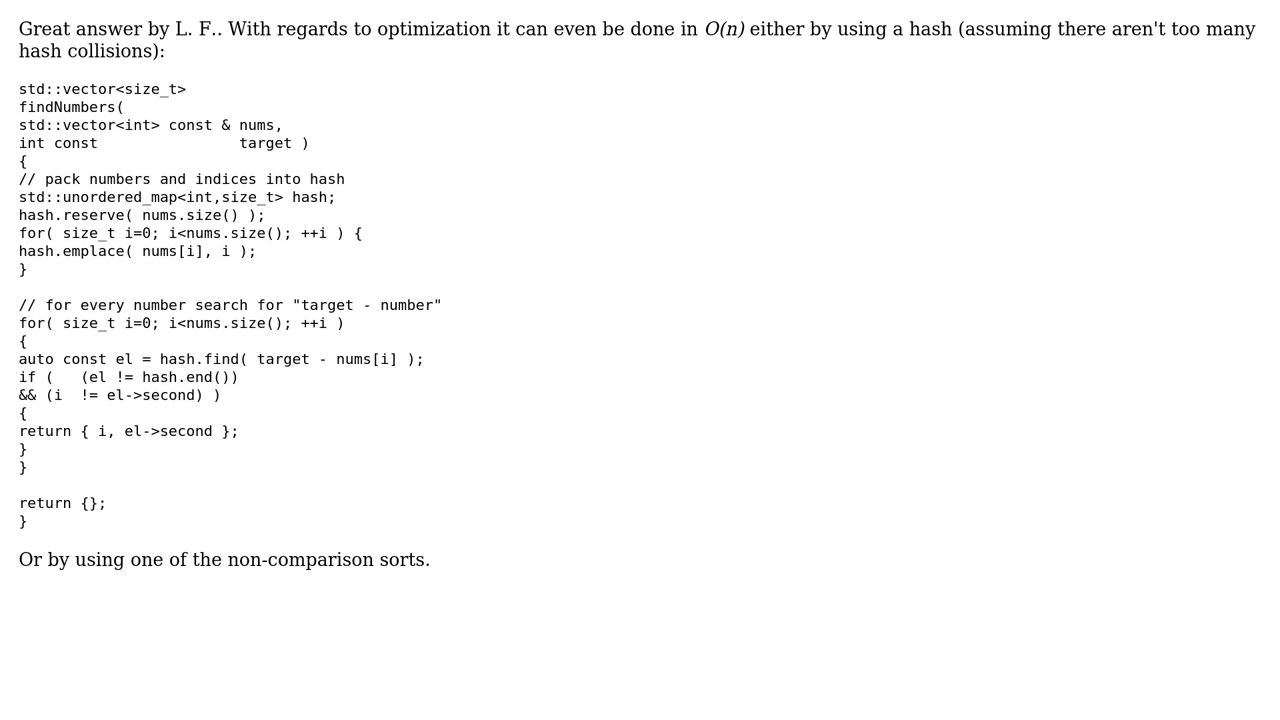 Great answer by L. F.. With regards to optimization it can even be done in O(n) either by using a hash (assuming there aren't too many
hash collisions):
std::vector<size_t>
findNumbers(
std::vector<int> const & nums,
int const                target )
{
// pack numbers and indices into hash
std::unordered_map<int,size_t> hash;
hash.reserve( nums.size() );
for( size_t i=0; i<nums.size(); ++i ) {
hash.emplace( nums[i], i );
}

// for every number search for "target - number"
for( size_t i=0; i<nums.size(); ++i )
{
auto const el = hash.find( target - nums[i] );
if (   (el != hash.end())
&& (i  != el->second) )
{
return { i, el->second };
}
}

return {};
}
Or by using one of the non-comparison sorts.